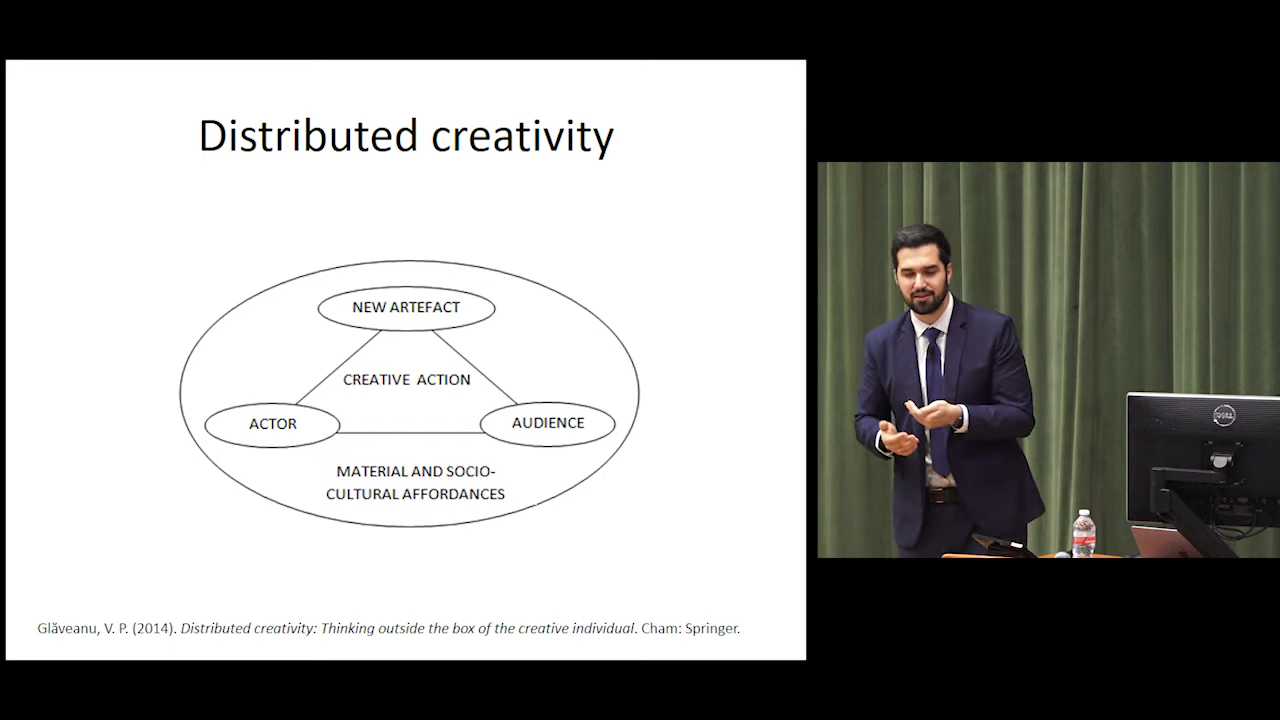 Distributed creativity
NEW ARTEFACT
CREATIVE ACTION
ACTOR
AUDIENCE
MATERIAL AND SOCIO-
CULTURAL AFFORDANCES
Glăveanu, V. P. (2014). Distributed creativity: Thinking outside the box of the creative individual. Cham: Springer.
DELL